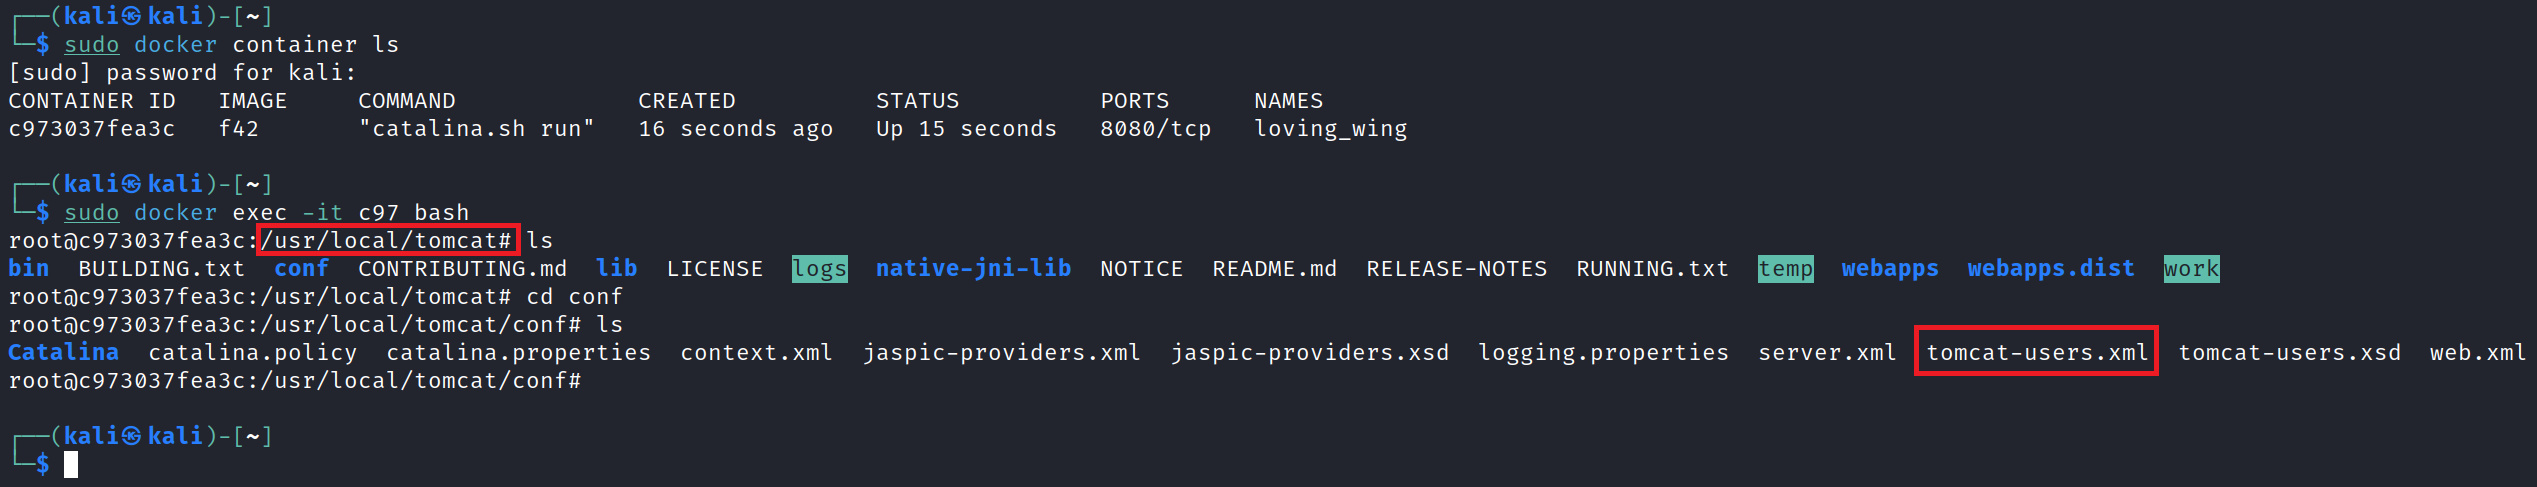 ┌──(kali㉿kali)-[~]
└─$ sudo docker container ls
[sudo] password for kali:
CONTAINER ID   IMAGE     COMMAND             CREATED          STATUS          PORTS      NAMES
c973037fea3c   f42       "catalina.sh run"   16 seconds ago   Up 15 seconds   8080/tcp   loving_wing
┌──(kali㉿kali)-[~]
└─$ sudo docker exec -it c97 bash
root@c973037fea3c:/usr/local/tomcat# ls
bin  BUILDING.txt  conf  CONTRIBUTING.md  lib  LICENSE  logs  native-jni-lib  NOTICE  README.md  RELEASE-NOTES  RUNNING.txt  temp  webapps  webapps.dist  work
root@c973037fea3c:/usr/local/tomcat# cd conf
root@c973037fea3c:/usr/local/tomcat/conf# ls
Catalina  catalina.policy  catalina.properties  context.xml  jaspic-providers.xml  jaspic-providers.xsd  logging.properties  server.xml  tomcat-users.xml  tomcat-users.xsd  web.xml
root@c973037fea3c:/usr/local/tomcat/conf#
┌──(kali㉿kali)-[~]
└─$